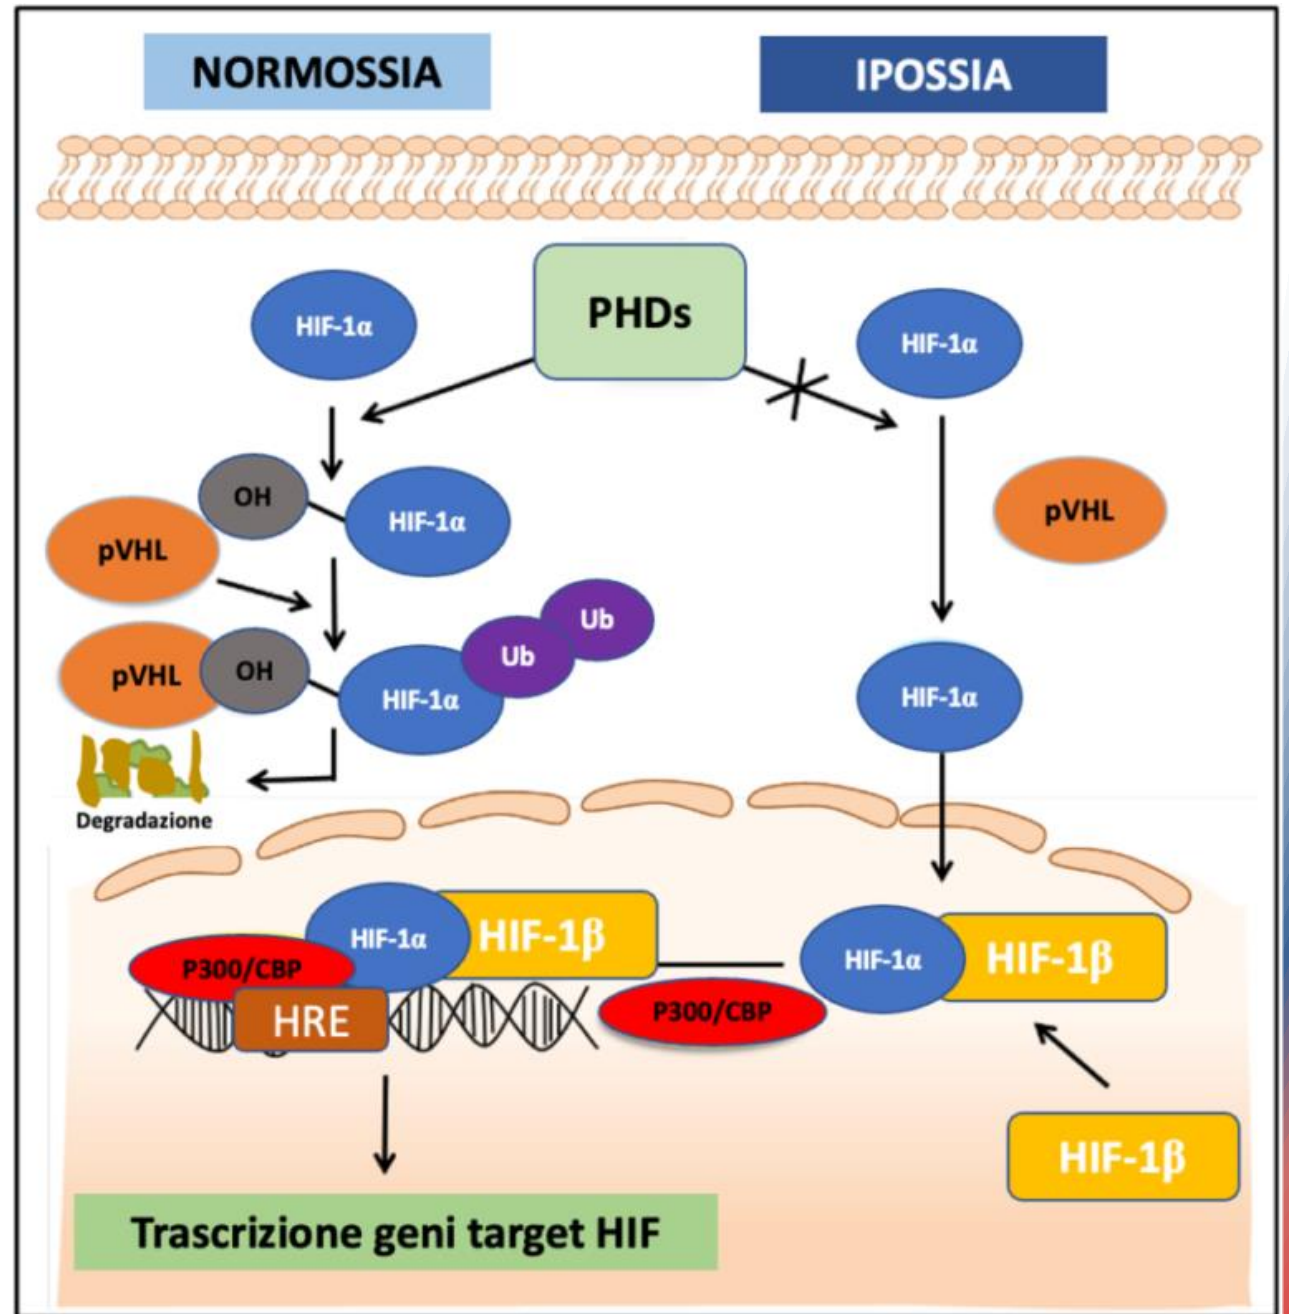 NORMOSSIA
IPOSSIA
PHDs
HIF-1α
HIF-1α
OH
HIF-1α
pVHL
pVHL
Ub
Ub
pVHL
OH
HIF-1α
HIF-1α
Degradazione
HIF-1α
HIF-1β
P300/CBP
HRE
P300/CBP
HIF-1α
HIF-1β
HIF-1β
Trascrizione geni target HIF